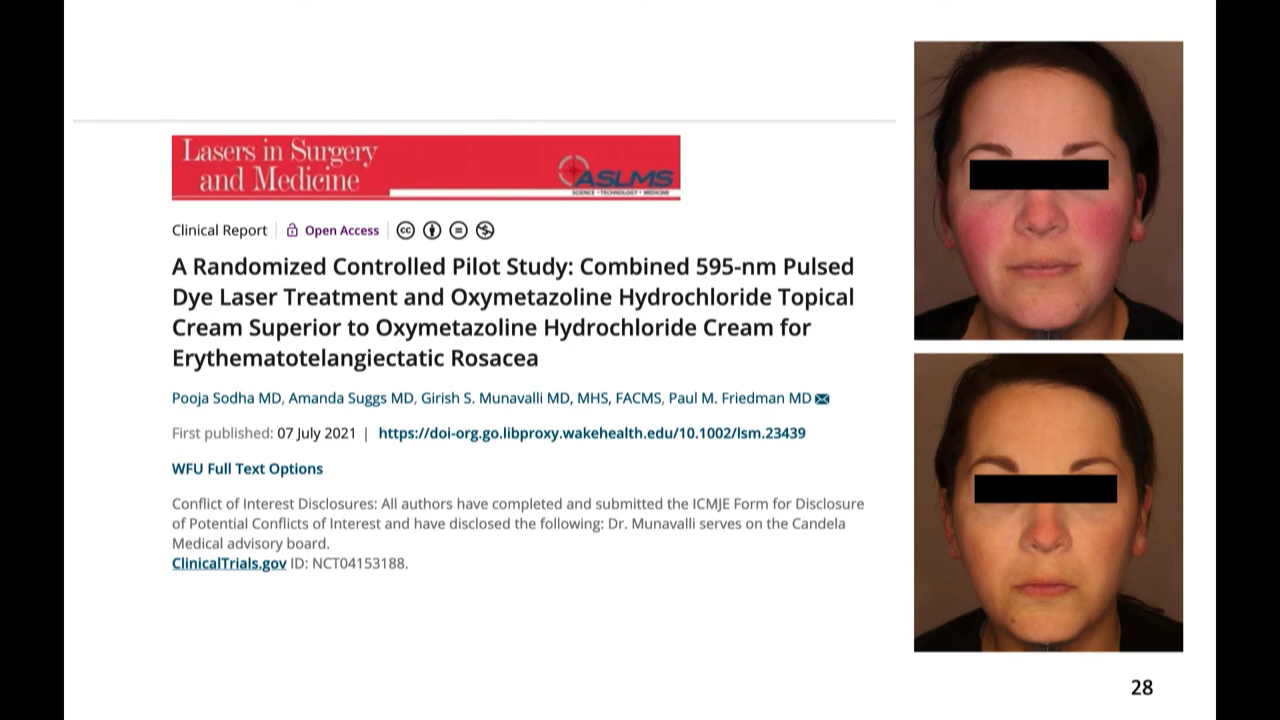 Lasers in Surgery
and Medicine
ASLMS
SCIENCE • TECHNOLOGY • MEDICINE
Clinical Report
Open Access
A Randomized Controlled Pilot Study: Combined 595-nm Pulsed
Dye Laser Treatment and Oxymetazoline Hydrochloride Topical
Cream Superior to Oxymetazoline Hydrochloride Cream for
Erythematotelangiectatic Rosacea
Pooja Sodha MD, Amanda Suggs MD, Girish S. Munavalli MD, MHS, FACMS, Paul M. Friedman MD
First published: 07 July 2021 | https://doi-org.go.libproxy.wakehealth.edu/10.1002/lsm.23439
WFU Full Text Options
Conflict of Interest Disclosures: All authors have completed and submitted the ICMJE Form for Disclosure
of Potential Conflicts of Interest and have disclosed the following: Dr. Munavalli serves on the Candela
Medical advisory board.
ClinicalTrials.gov ID: NCT04153188.
28